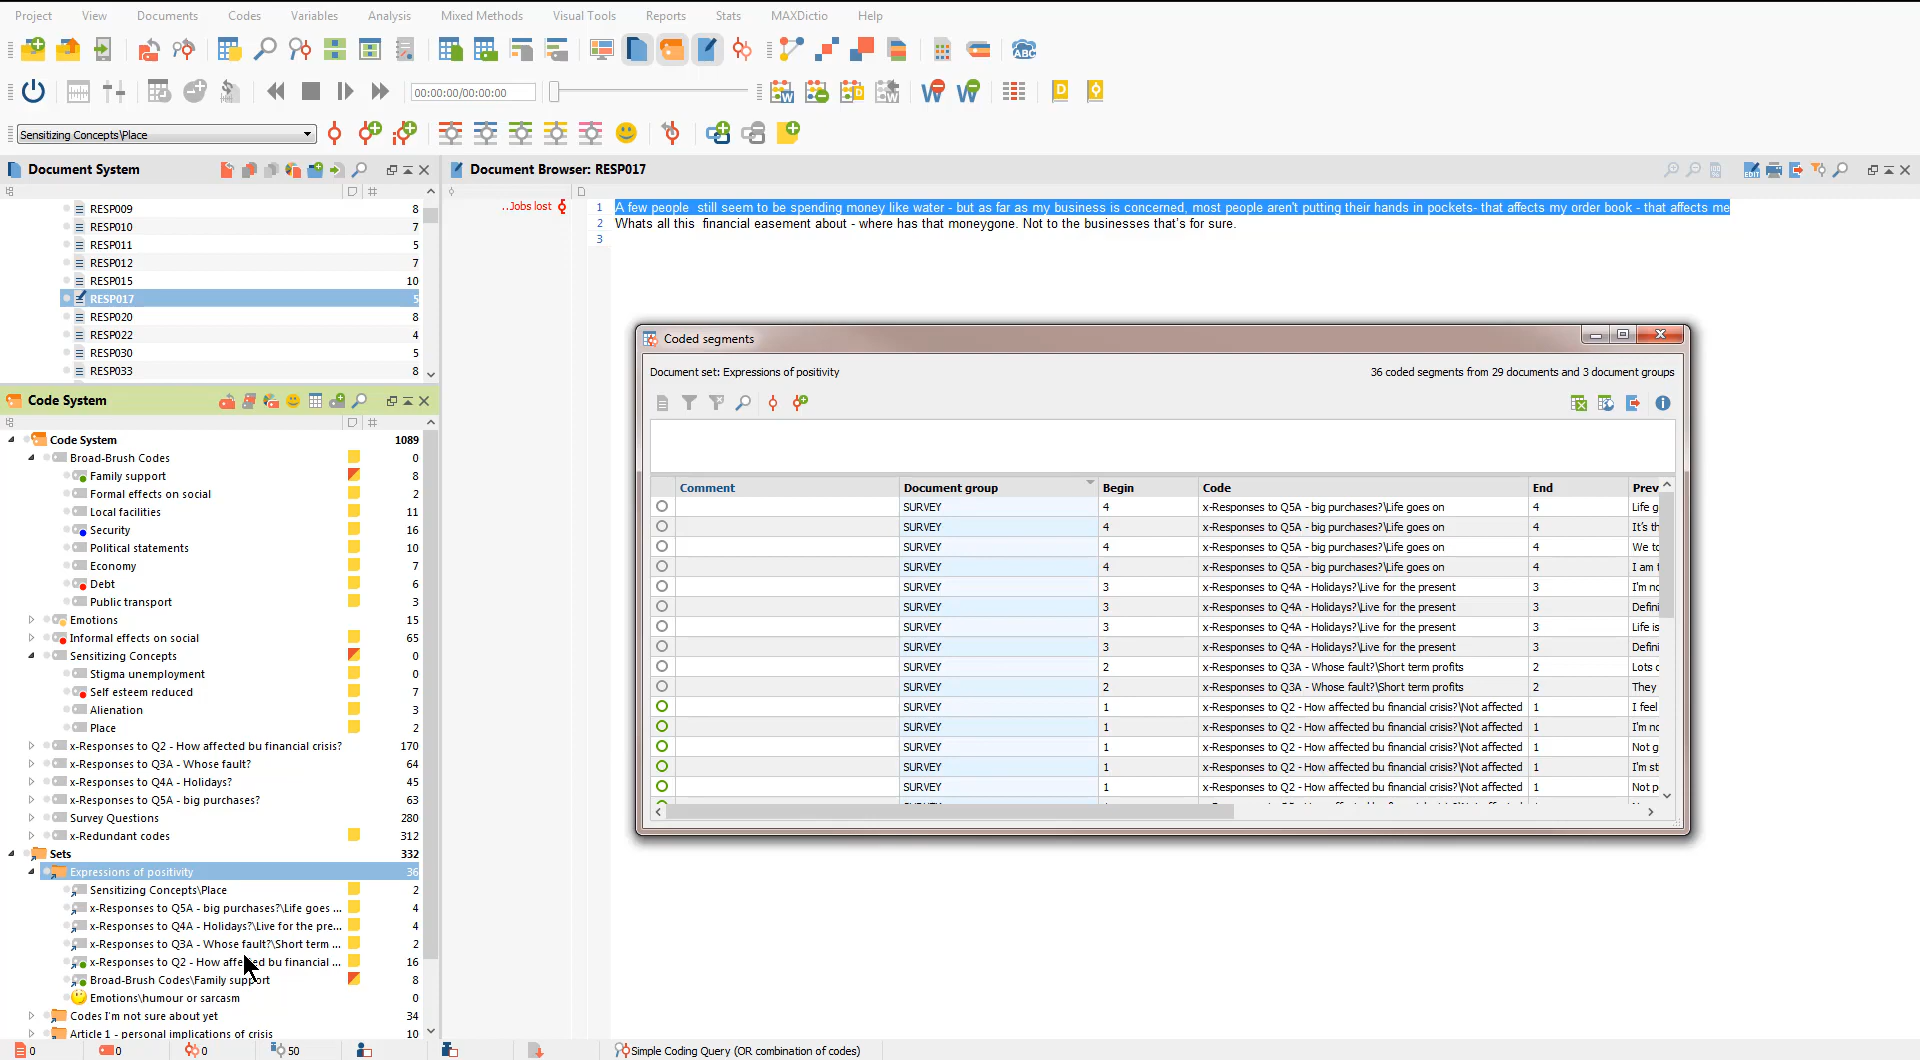 Project View Documents Codes Variables Analysis Mixed Methods Visual Tools Reports Stats MAXDictio Help
00:00:00/00:00:00
Sensitizing Concepts\Place
Document System
RESP009 8
RESP010 7
RESP011 5
RESP012 7
RESP015 10
RESP017 5
RESP020 8
RESP022 4
RESP030 5
RESP033 8
Code System
Code System 1089
Broad-Brush Codes 0
Family support 8
Formal effects on social 2
Local facilities 11
Security 16
Political statements 10
Economy 7
Debt 6
Public transport 3
Emotions 15
Informal effects on social 65
Sensitizing Concepts 0
Stigma unemployment 0
Self esteem reduced 7
Alienation 3
Place 2
x-Responses to Q2 - How affected bu financial crisis? 170
x-Responses to Q3A - Whose fault? 64
x-Responses to Q4A - Holidays? 45
x-Responses to Q5A - big purchases? 63
Survey Questions 280
x-Redundant codes 312
Sets 332
Expressions of positivity 36
Sensitizing Concepts\Place 2
x-Responses to Q5A - big purchases?\Life goes ... 4
x-Responses to Q4A - Holidays?\Live for the pre... 4
x-Responses to Q3A - Whose fault?\Short term ... 2
x-Responses to Q2 - How affected bu financial ... 16
Broad-Brush Codes\Family support 8
Emotions\humour or sarcasm 0
Codes I'm not sure about yet 34
Article 1 - personal implications of crisis 10
Document Browser: RESP017
..Jobs lost
1 A few people  still seem to be spending money like water - but as far as my business is concerned, most people aren't putting their hands in pockets- that affects my order book - that affects me
2 Whats all this  financial easement about - where has that moneygone. Not to the businesses that's for sure.
3
Coded segments
Document set: Expressions of positivity 36 coded segments from 29 documents and 3 document groups
Comment Document group Begin Code End Prev
SURVEY 4 x-Responses to Q5A - big purchases?\Life goes on 4 Life g
SURVEY 4 x-Responses to Q5A - big purchases?\Life goes on 4 It's th
SURVEY 4 x-Responses to Q5A - big purchases?\Life goes on 4 We to
SURVEY 4 x-Responses to Q5A - big purchases?\Life goes on 4 I am t
SURVEY 3 x-Responses to Q4A - Holidays?\Live for the present 3 I'm no
SURVEY 3 x-Responses to Q4A - Holidays?\Live for the present 3 Defini
SURVEY 3 x-Responses to Q4A - Holidays?\Live for the present 3 Life is
SURVEY 3 x-Responses to Q4A - Holidays?\Live for the present 3 Defini
SURVEY 2 x-Responses to Q3A - Whose fault?\Short term profits 2 Lots o
SURVEY 2 x-Responses to Q3A - Whose fault?\Short term profits 2 They
SURVEY 1 x-Responses to Q2 - How affected bu financial crisis?\Not affected 1 I feel
SURVEY 1 x-Responses to Q2 - How affected bu financial crisis?\Not affected 1 I'm no
SURVEY 1 x-Responses to Q2 - How affected bu financial crisis?\Not affected 1 Not g
SURVEY 1 x-Responses to Q2 - How affected bu financial crisis?\Not affected 1 I'm st
SURVEY 1 x-Responses to Q2 - How affected bu financial crisis?\Not affected 1 Not p
0 0 0 50 Simple Coding Query (OR combination of codes)